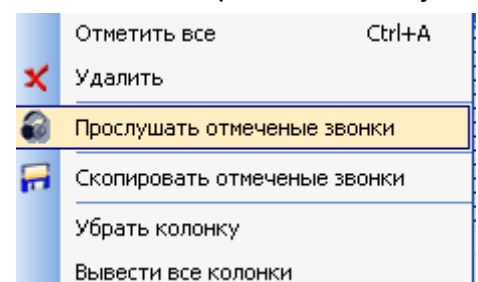 Отметить все Ctrl+A
Удалить
Прослушать отмеченые звонки
Скопировать отмеченые звонки
Убрать колонку
Вывести все колонки